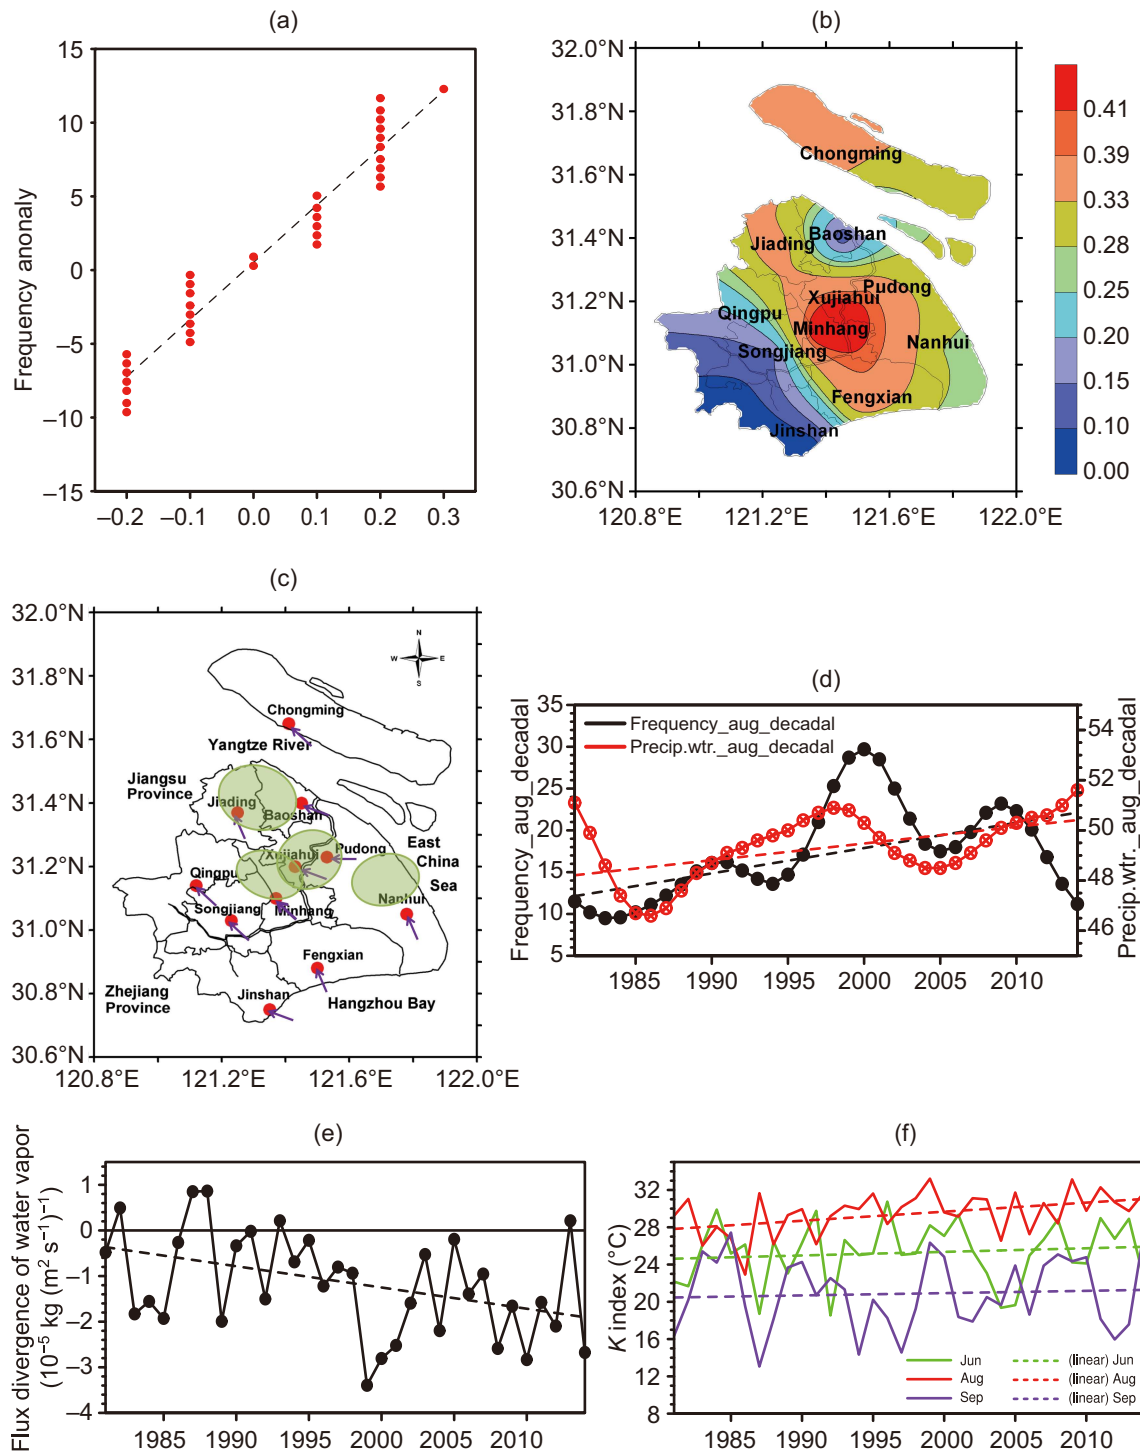 (a)
15
10
5
0
–5
–10
–15
Frequency anonaly
–0.2 –0.1 0.0 0.1 0.2 0.3
(b)
32.0°N
31.8°N
31.6°N
31.4°N
31.2°N
31.0°N
30.8°N
30.6°N
120.8°E 121.2°E 121.6°E 122.0°E
Chongming
Baoshan
Jiading
Pudong
Xujiahui
Qingpu
Minhang
Nanhui
Songjiang
Fengxian
Jinshan
0.41
0.39
0.33
0.28
0.25
0.20
0.15
0.10
0.00
(c)
32.0°N
31.8°N
31.6°N
31.4°N
31.2°N
31.0°N
30.8°N
30.6°N
120.8°E 121.2°E 121.6°E 122.0°E
N
W E
S
Chongming
Yangtze River
Jiangsu
Province
Jiading
Baoshan
East
China
Sea
Xujiahui
Pudong
Qingpu
Nanhui
Songjiang
Minhang
Fengxian
Zhejiang
Province
Jinshan
Hangzhou Bay
(d)
35
30
25
20
15
10
5
Frequency_aug_decadal
Frequency_aug_decadal
Precip.wtr._aug_decadal
54
52
50
48
46
Precip.wtr._aug_decadal
1985 1990 1995 2000 2005 2010
(e)
1
0
–1
–2
–3
–4
Flux divergence of water vapor
(10⁻⁵ kg (m² s⁻¹)⁻¹)
1985 1990 1995 2000 2005 2010
(f)
32
28
24
20
16
12
8
K index (°C)
Jun (linear) Jun
Aug (linear) Aug
Sep (linear) Sep
1985 1990 1995 2000 2005 2010